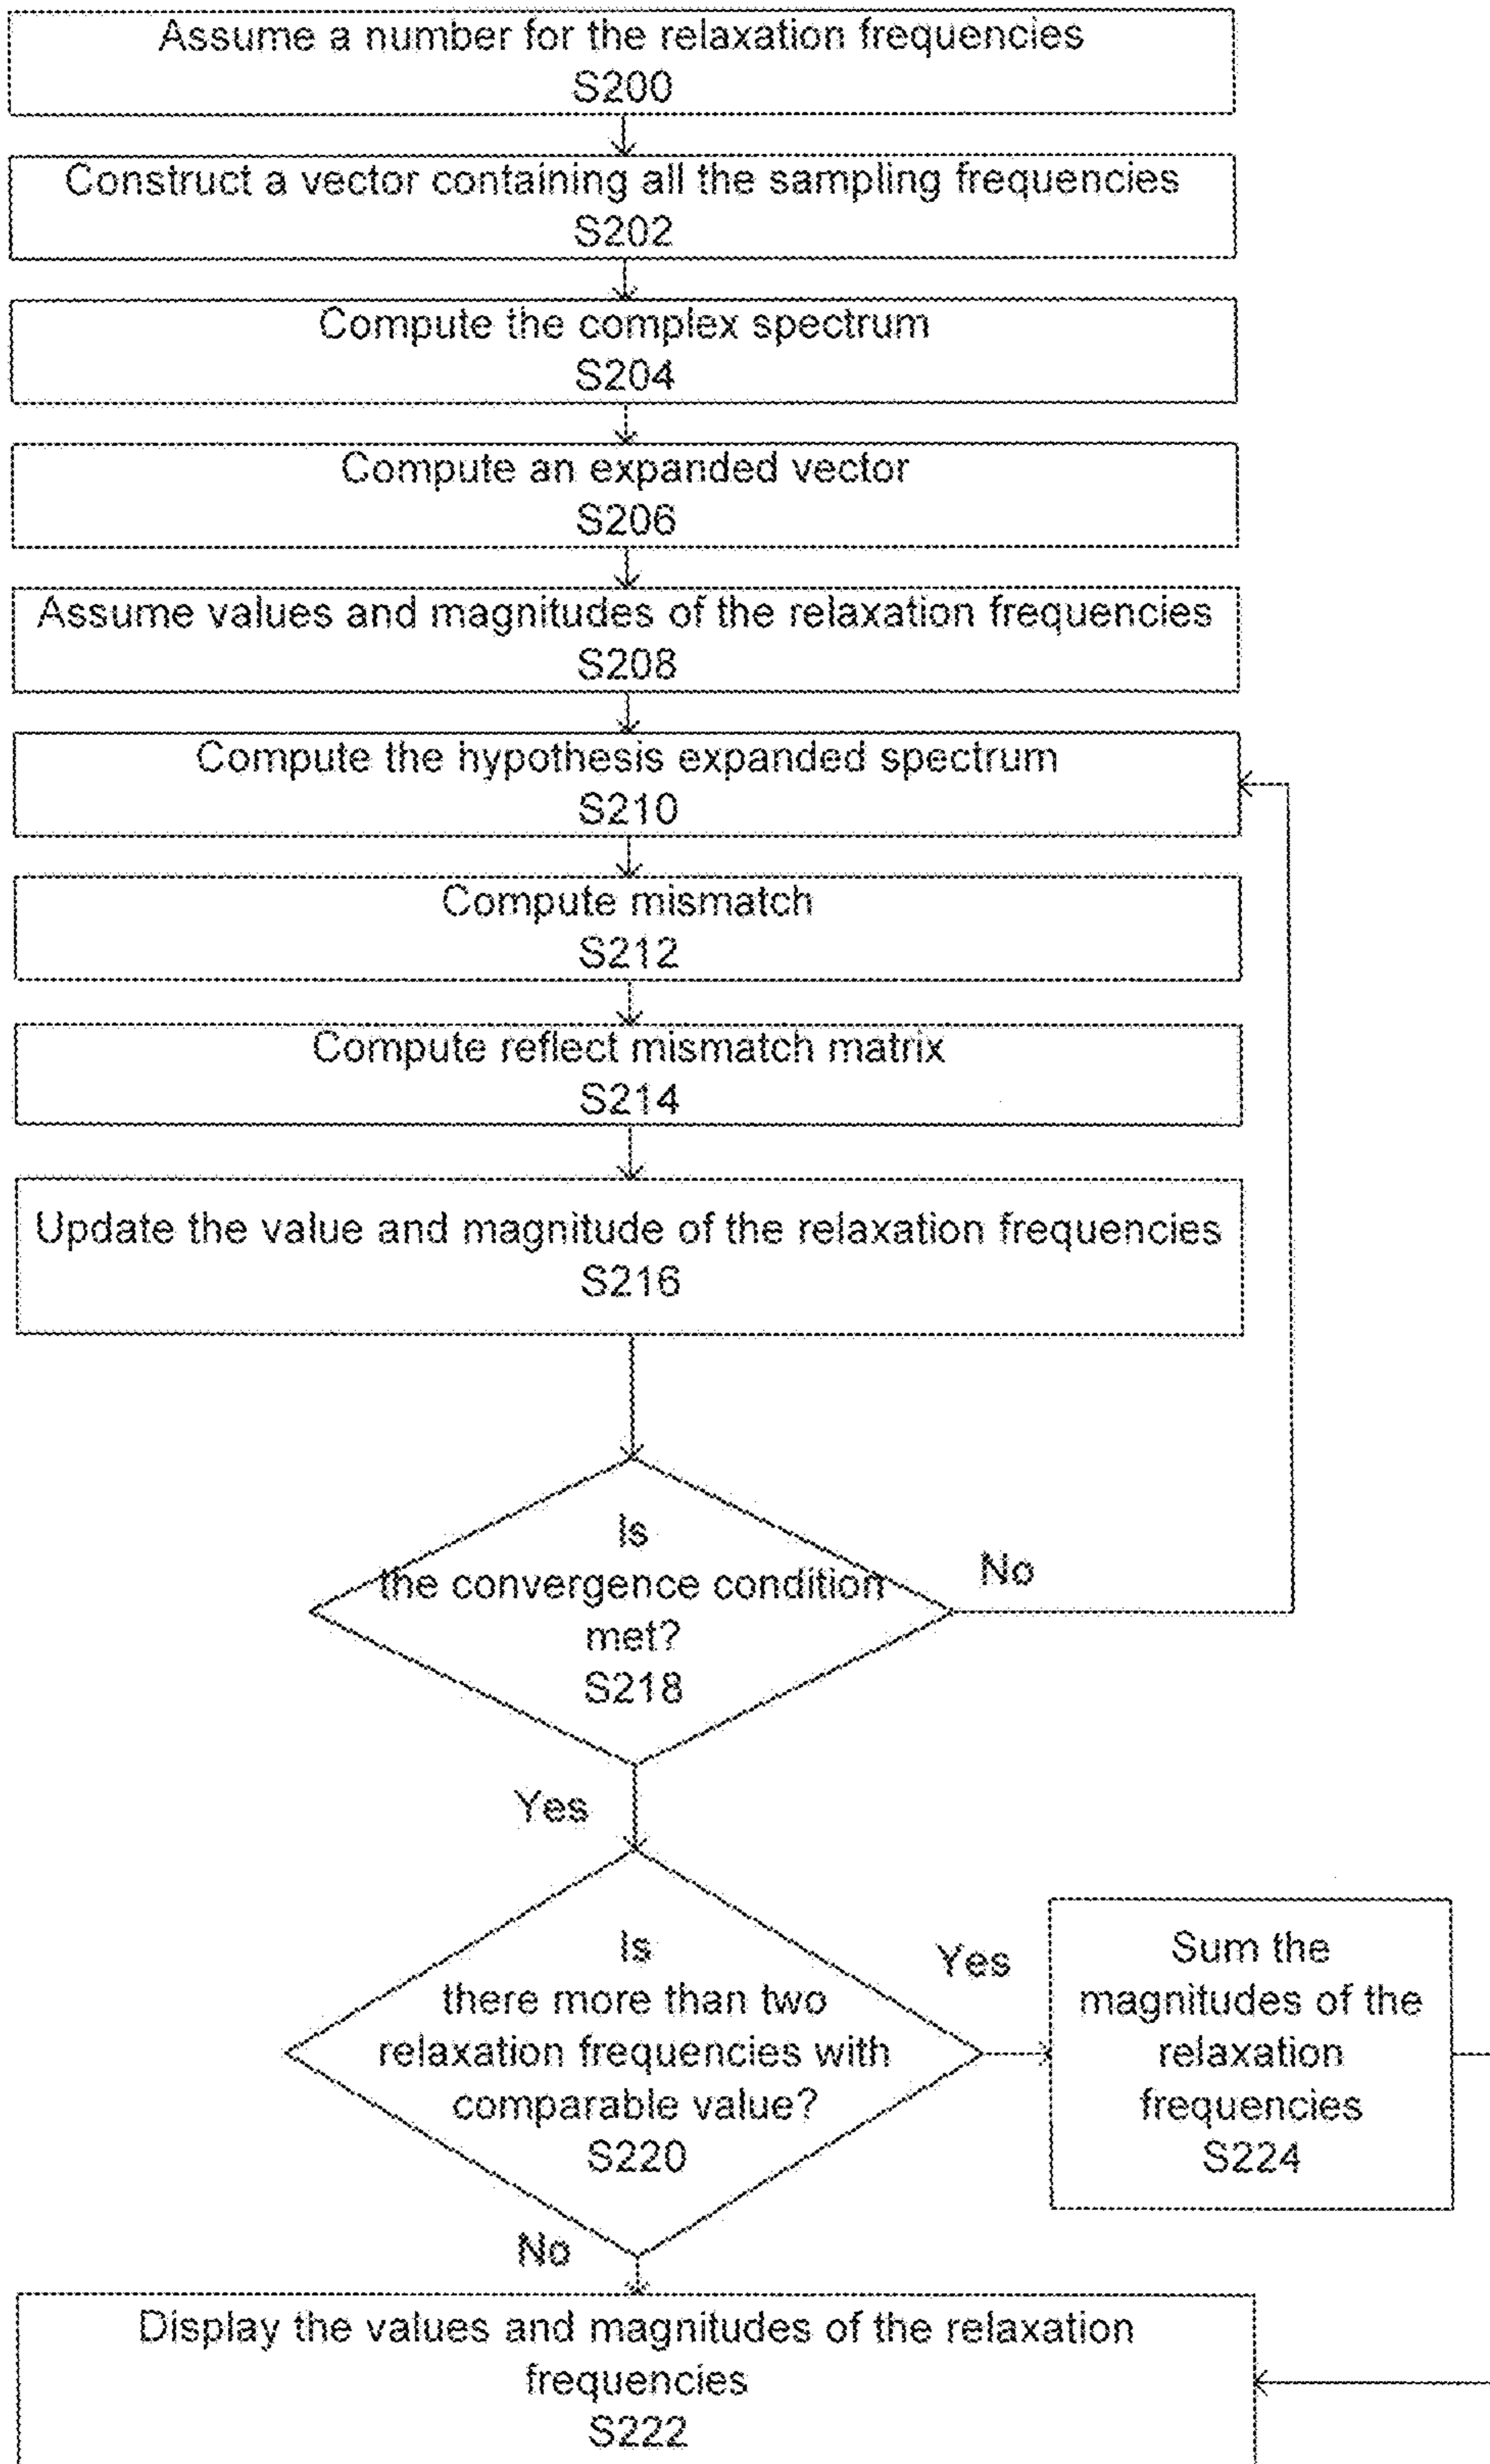 Assume a number for the relaxation frequencies
S200
Construct a vector containing all the sampling frequencies
S202
Compute the complex spectrum
S204
Compute an expanded vector
S206
Assume values and magnitudes of the relaxation frequencies
S208
Compute the hypothesis expanded spectrum
S210
Compute mismatch
S212
Compute reflect mismatch matrix
S214
Update the value and magnitude of the relaxation frequencies
S216
Is
the convergence condition
met?
S218
No
Yes
Is
there more than two
relaxation frequencies with
comparable value?
S220
Yes
Sum the
magnitudes of the
relaxation
frequencies
S224
No
Display the values and magnitudes of the relaxation
frequencies
S222